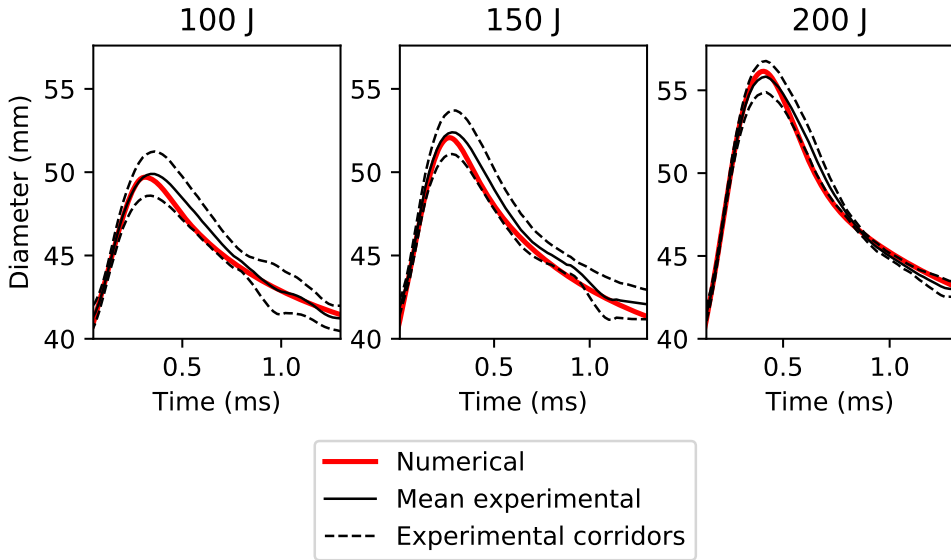 100 J
150 J
200 J
Diameter (mm)
55
50
45
40
0.5
1.0
Time (ms)
55
50
45
40
0.5
1.0
Time (ms)
55
50
45
40
0.5
1.0
Time (ms)
Numerical
Mean experimental
Experimental corridors